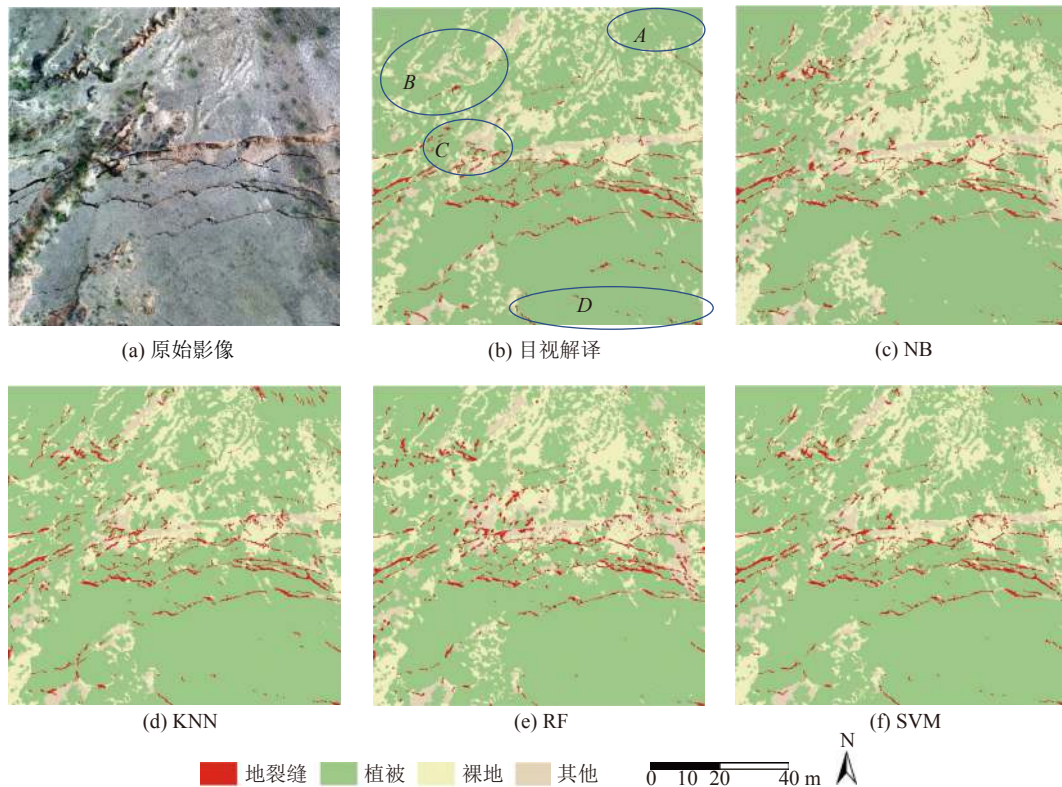 A
B
C
D
(a) 原始影像
(b) 目视解译
(c) NB
(d) KNN
(e) RF
(f) SVM
地裂缝 植被 裸地 其他
0 10 20 40 m
N